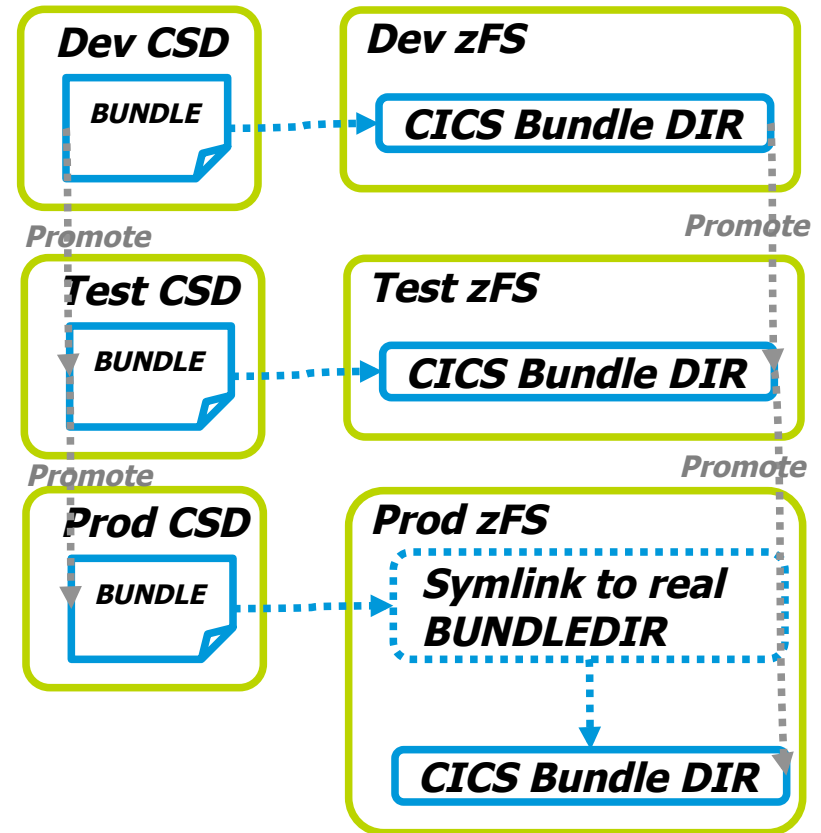 Dev CSD
Dev zFS
BUNDLE
CICS Bundle DIR
Promote
Promote
Test CSD
Test zFS
BUNDLE
CICS Bundle DIR
Promote
Promote
Prod CSD
Prod zFS
BUNDLE
Symlink to real
BUNDLEDIR
CICS Bundle DIR